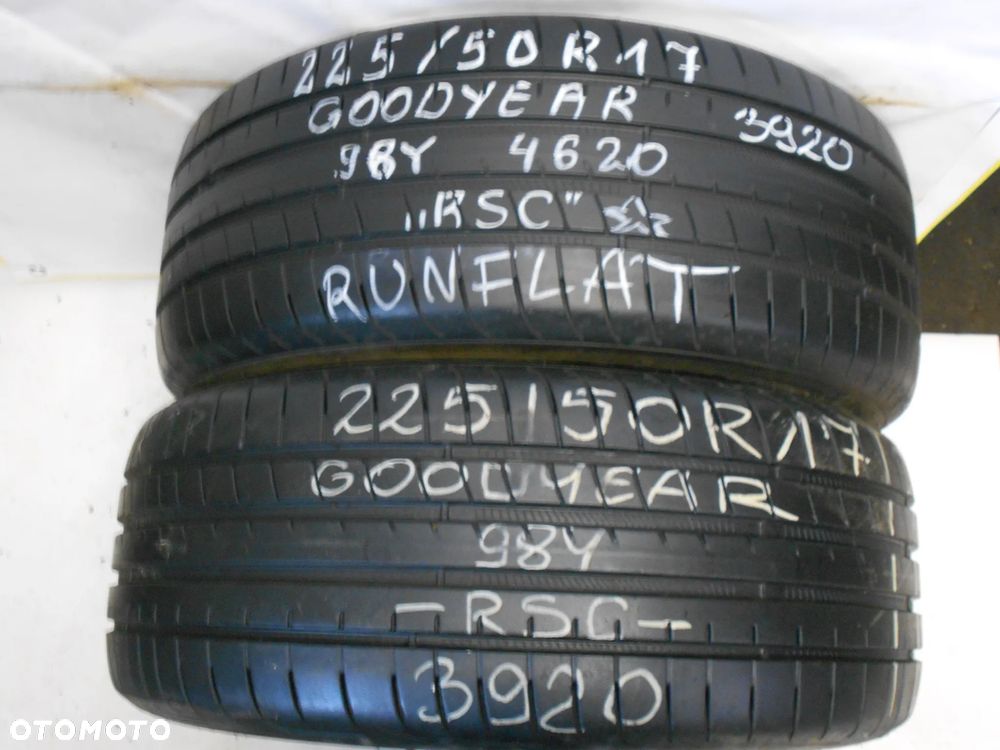 225/50R17
GOODYEAR
3920
98Y 4620
„RSC"
RUNFLAT
225/50R17
GOODYEAR
98Y
-RSC-
3920
OTOMOTO